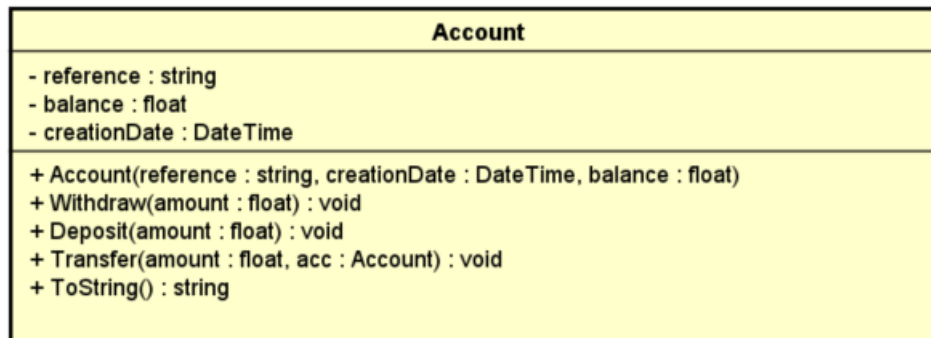 Account
- reference : string
- balance : float
- creationDate : DateTime
+ Account(reference : string, creationDate : DateTime, balance : float)
+ Withdraw(amount : float) : void
+ Deposit(amount : float) : void
+ Transfer(amount : float, acc : Account) : void
+ ToString() : string